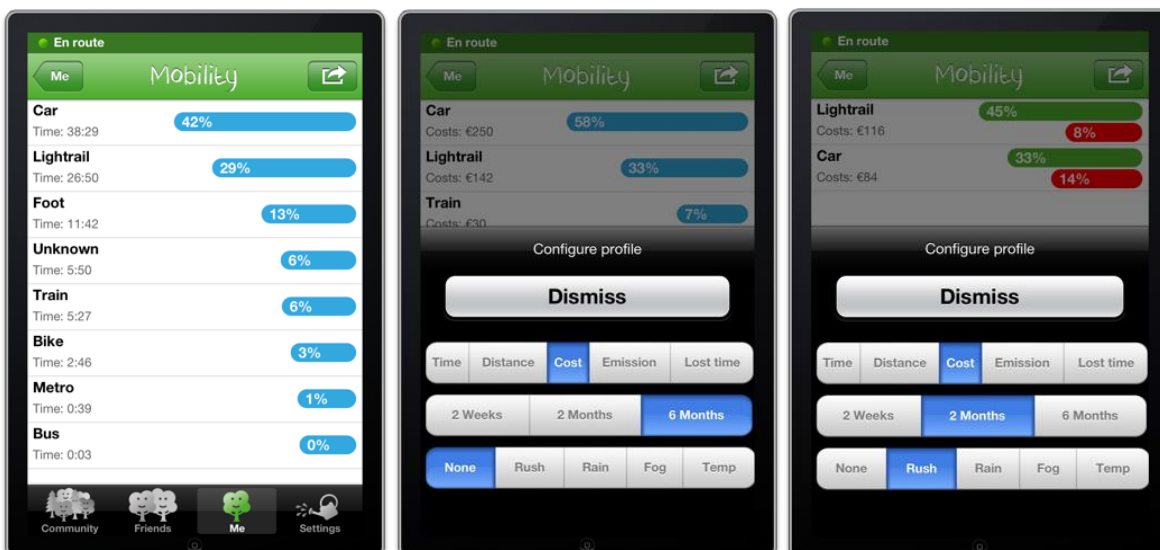 En route
Me
Mobility
Car
42%
Time: 38:29
Lightrail
29%
Time: 26:50
Foot
13%
Time: 11:42
Unknown
6%
Time: 5:50
Train
6%
Time: 5:27
Bike
3%
Time: 2:46
Metro
1%
Time: 0:39
Bus
0%
Time: 0:03
Community Friends Me Settings
En route
Me
Mobility
Car
58%
Costs: €250
Lightrail
33%
Costs: €142
Train
7%
Costs: €30
Configure profile
Dismiss
Time Distance Cost Emission Lost time
2 Weeks 2 Months 6 Months
None Rush Rain Fog Temp
En route
Me
Mobility
Lightrail
45%
Costs: €116
8%
Car
33%
Costs: €84
14%
Configure profile
Dismiss
Time Distance Cost Emission Lost time
2 Weeks 2 Months 6 Months
None Rush Rain Fog Temp